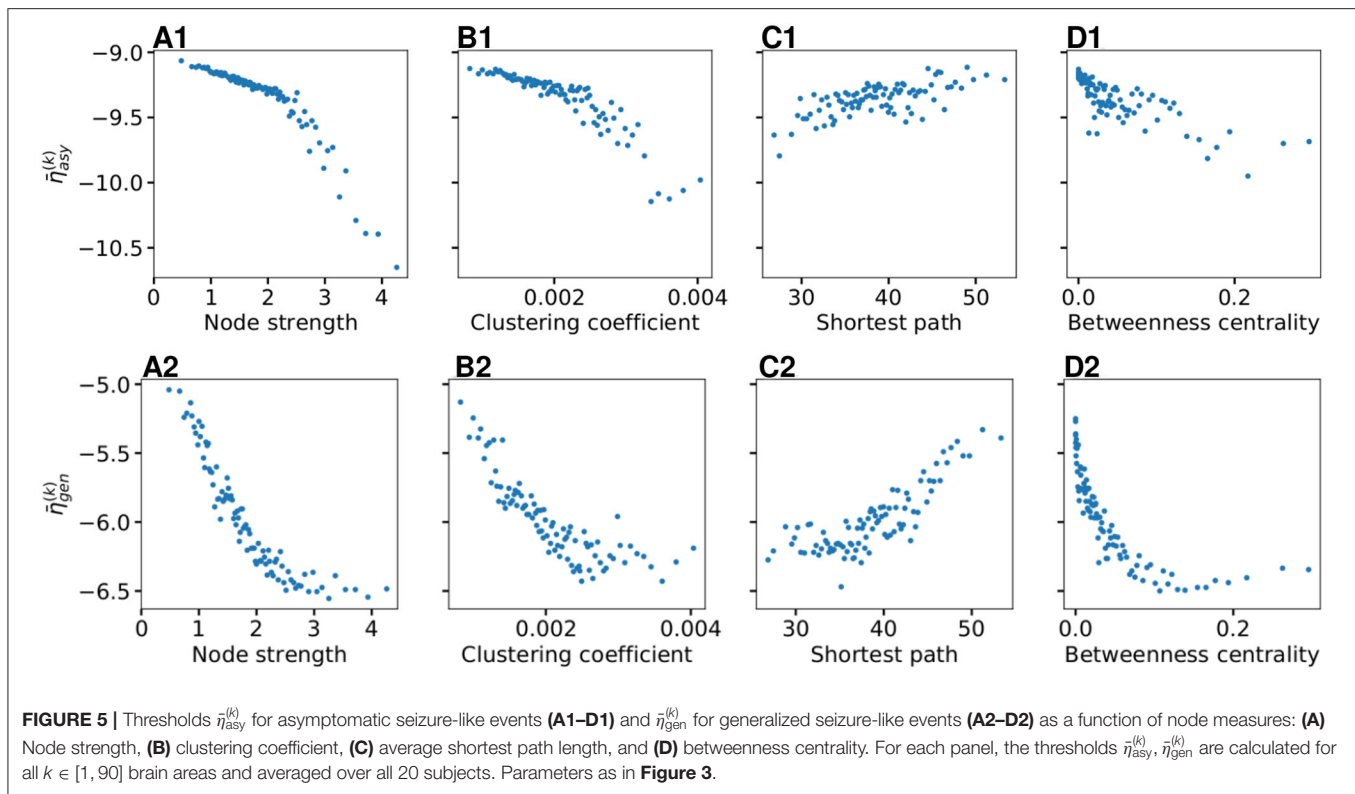 A1 B1 C1 D1
−9.0
−9.5
−10.0
−10.5
η̄_asy^(k)
0 1 2 3 4
0.002 0.004
30 40 50
0.0 0.2
Node strength
Clustering coefficient
Shortest path
Betweenness centrality
A2 B2 C2 D2
−5.0
−5.5
−6.0
−6.5
η̄_gen^(k)
0 1 2 3 4
0.002 0.004
30 40 50
0.0 0.2
Node strength
Clustering coefficient
Shortest path
Betweenness centrality
FIGURE 5 | Thresholds η̄_asy^(k) for asymptomatic seizure-like events (A1–D1) and η̄_gen^(k) for generalized seizure-like events (A2–D2) as a function of node measures: (A)
Node strength, (B) clustering coefficient, (C) average shortest path length, and (D) betweenness centrality. For each panel, the thresholds η̄_asy^(k), η̄_gen^(k) are calculated for
all k ∈ [1, 90] brain areas and averaged over all 20 subjects. Parameters as in Figure 3.